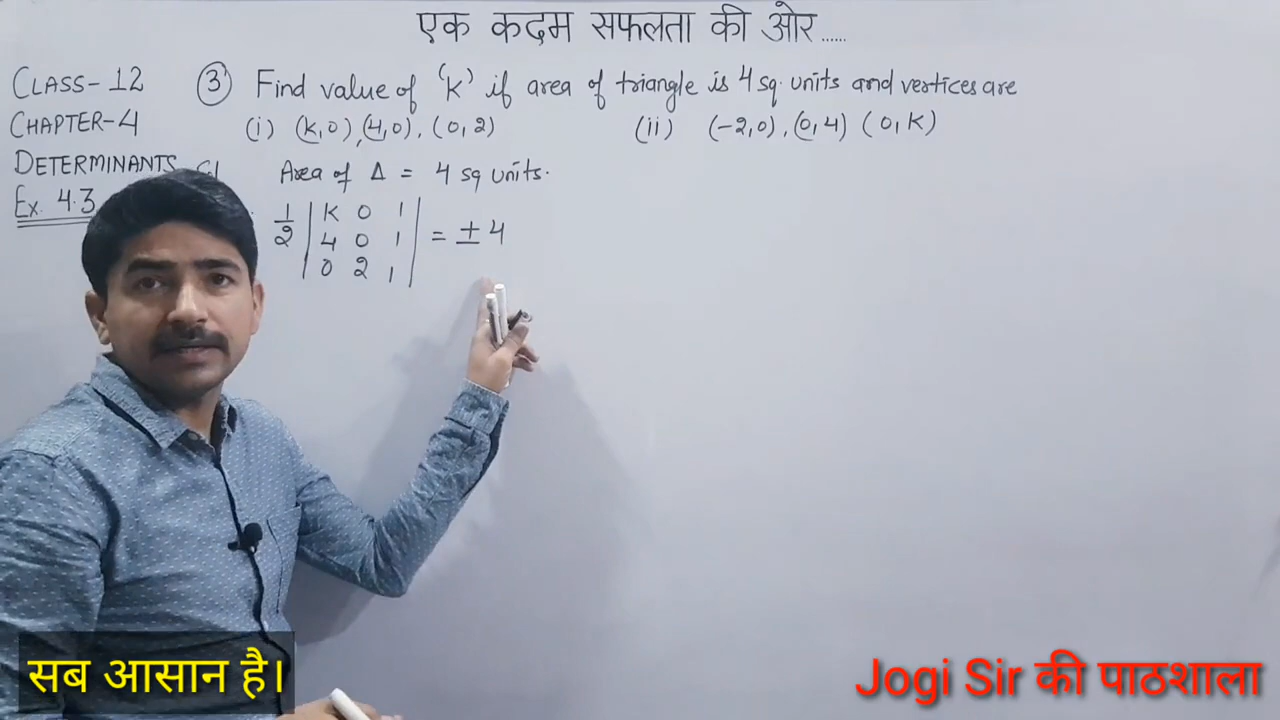 एक कदम सफलता की ओर......
CLASS-12
CHAPTER-4
DETERMINANTS
Ex. 4.3
③ Find value of 'K' if area of triangle is 4 sq. units and vertices are
(i) (K,0), (4,0), (0,2) (ii) (-2,0), (0,4) (0,K)
Area of Δ = 4 sq units.
1/2 | K 0 1 |
| 4 0 1 | = ± 4
| 0 2 1 |
सब आसान है।
Jogi Sir की पाठशाला